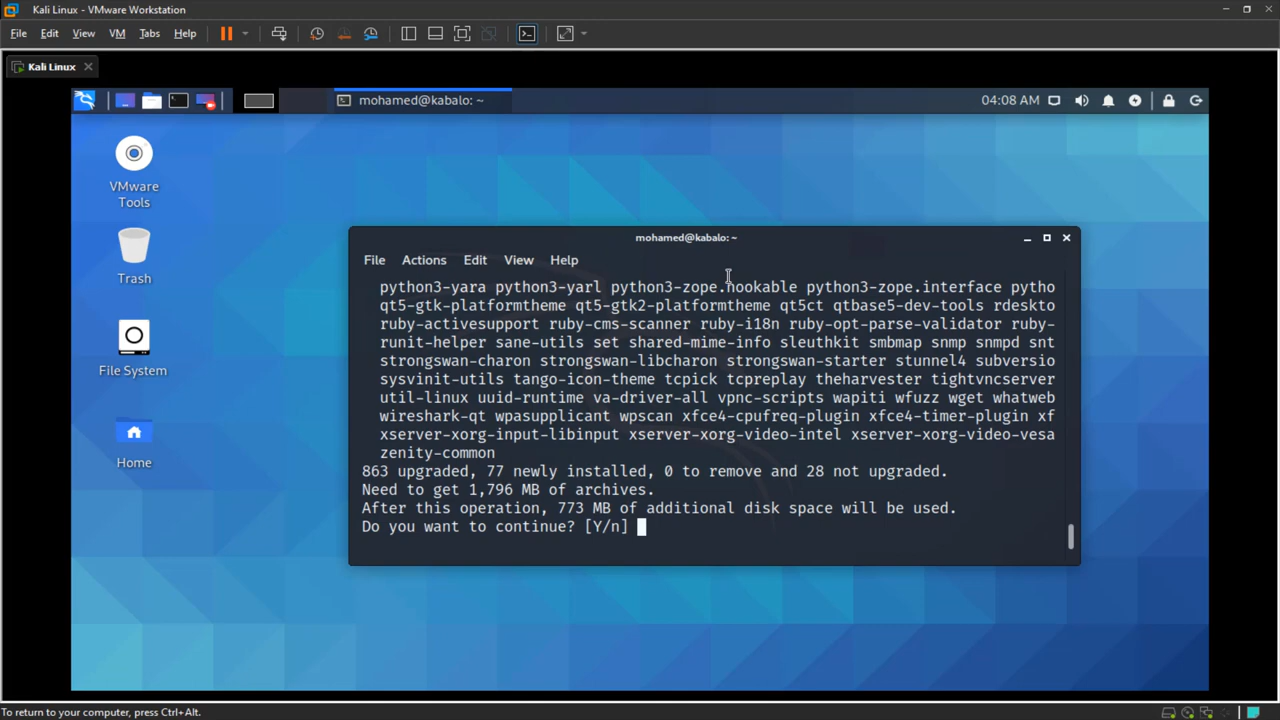 Kali Linux - VMware Workstation
File Edit View VM Tabs Help
Kali Linux
mohamed@kabalo: ~
04:08 AM
VMware
Tools
Trash
File System
Home
mohamed@kabalo: ~
File Actions Edit View Help
python3-yara python3-yarl python3-zope.hookable python3-zope.interface pytho
qt5-gtk-platformtheme qt5-gtk2-platformtheme qt5ct qtbase5-dev-tools rdeskto
ruby-activesupport ruby-cms-scanner ruby-i18n ruby-opt-parse-validator ruby-
runit-helper sane-utils set shared-mime-info sleuthkit smbmap snmp snmpd snt
strongswan-charon strongswan-libcharon strongswan-starter stunnel4 subversio
sysvinit-utils tango-icon-theme tcpick tcpreplay theharvester tightvncserver
util-linux uuid-runtime va-driver-all vpnc-scripts wapiti wfuzz wget whatweb
wireshark-qt wpasupplicant wpscan xfce4-cpufreq-plugin xfce4-timer-plugin xf
xserver-xorg-input-libinput xserver-xorg-video-intel xserver-xorg-video-vesa
zenity-common
863 upgraded, 77 newly installed, 0 to remove and 28 not upgraded.
Need to get 1,796 MB of archives.
After this operation, 773 MB of additional disk space will be used.
Do you want to continue? [Y/n]
To return to your computer, press Ctrl+Alt.